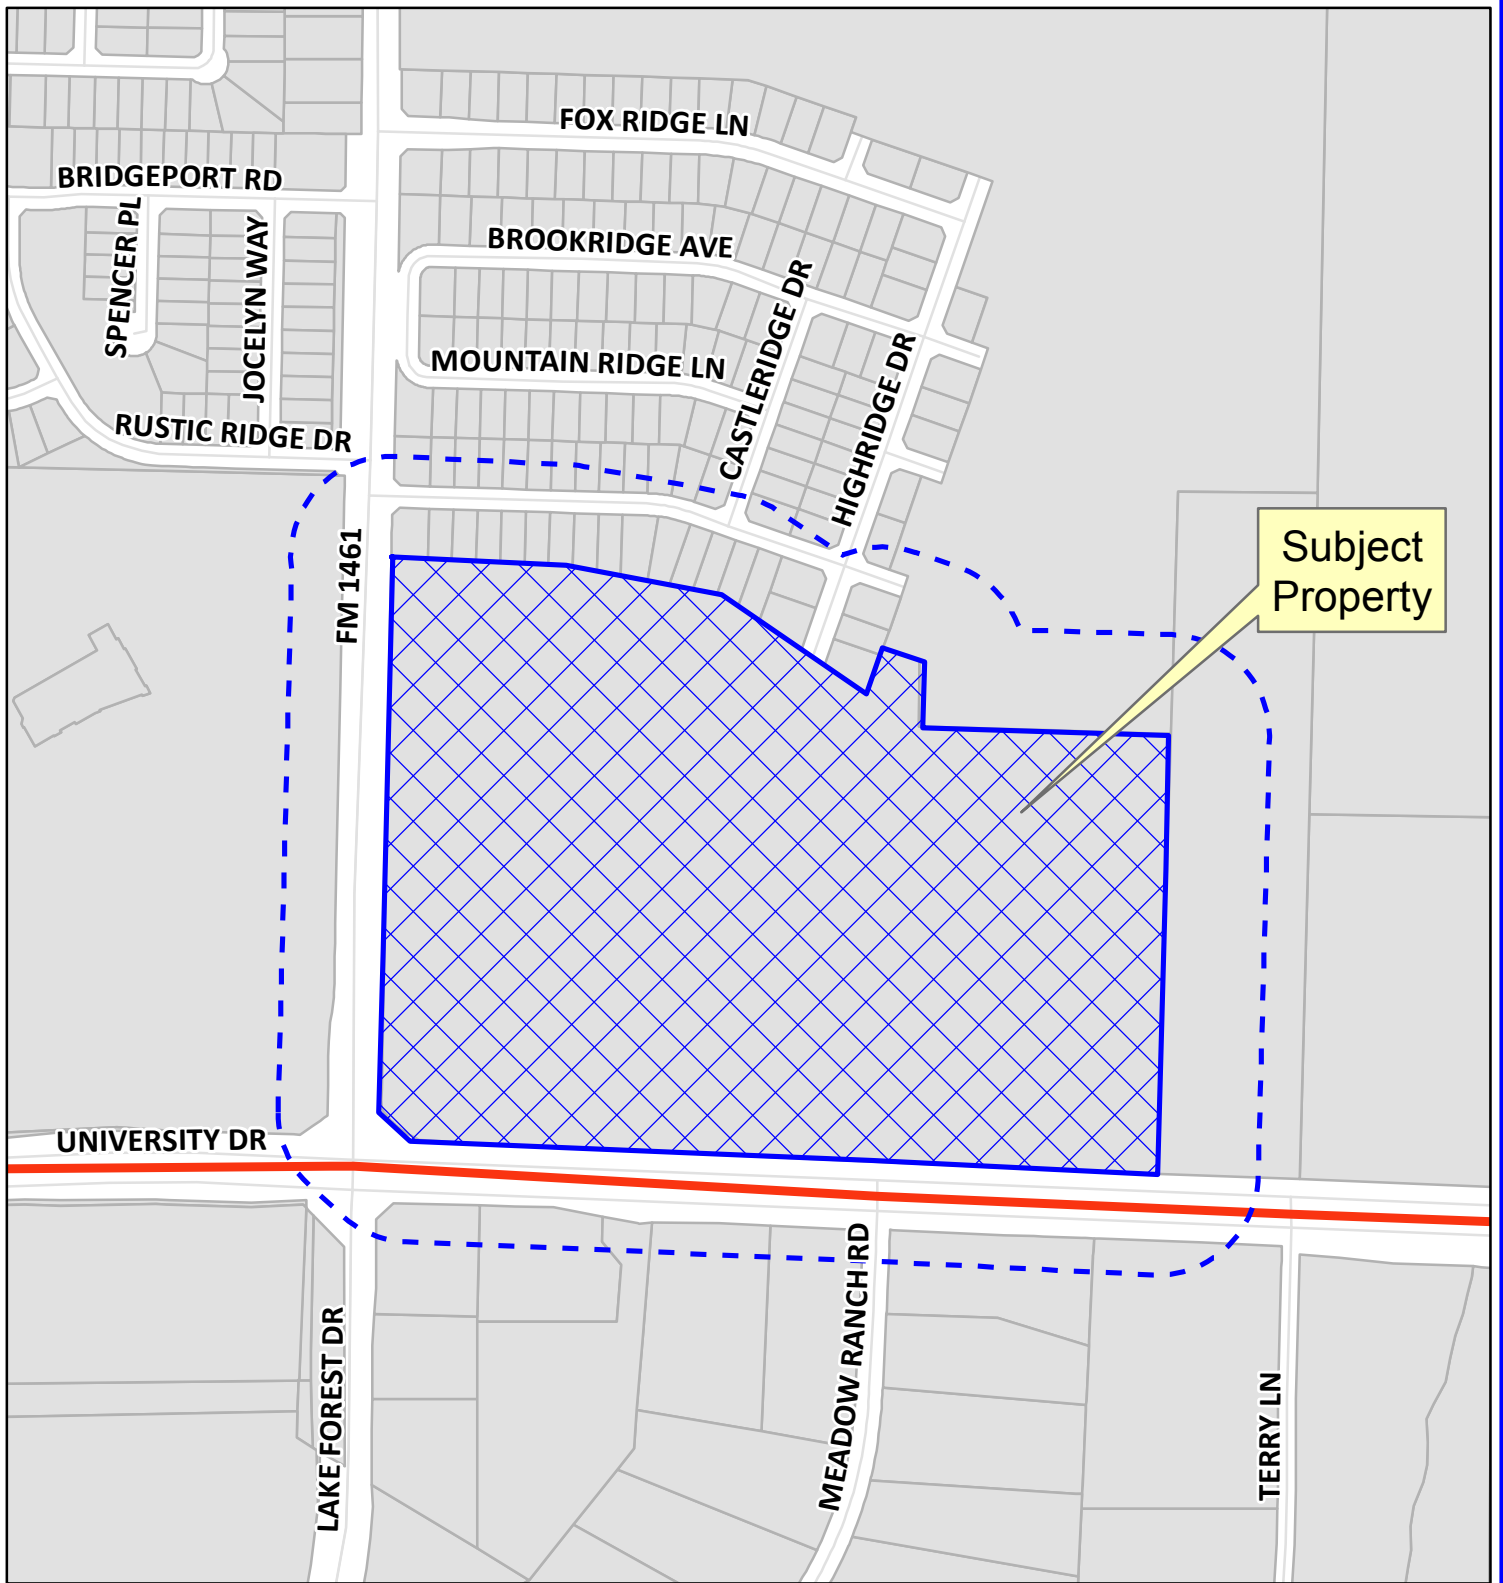 FOX RIDGE LN
BRIDGEPORT RD
SPENCER PL
JOCELYN WAY
BROOKRIDGE AVE
CASTLERIDGE DR
MOUNTAIN RIDGE LN
HIGHRIDGE DR
RUSTIC RIDGE DR
FM 1461
Subject
Property
UNIVERSITY DR
LAKE FOREST DR
MEADOW RANCH RD
TERRY LN